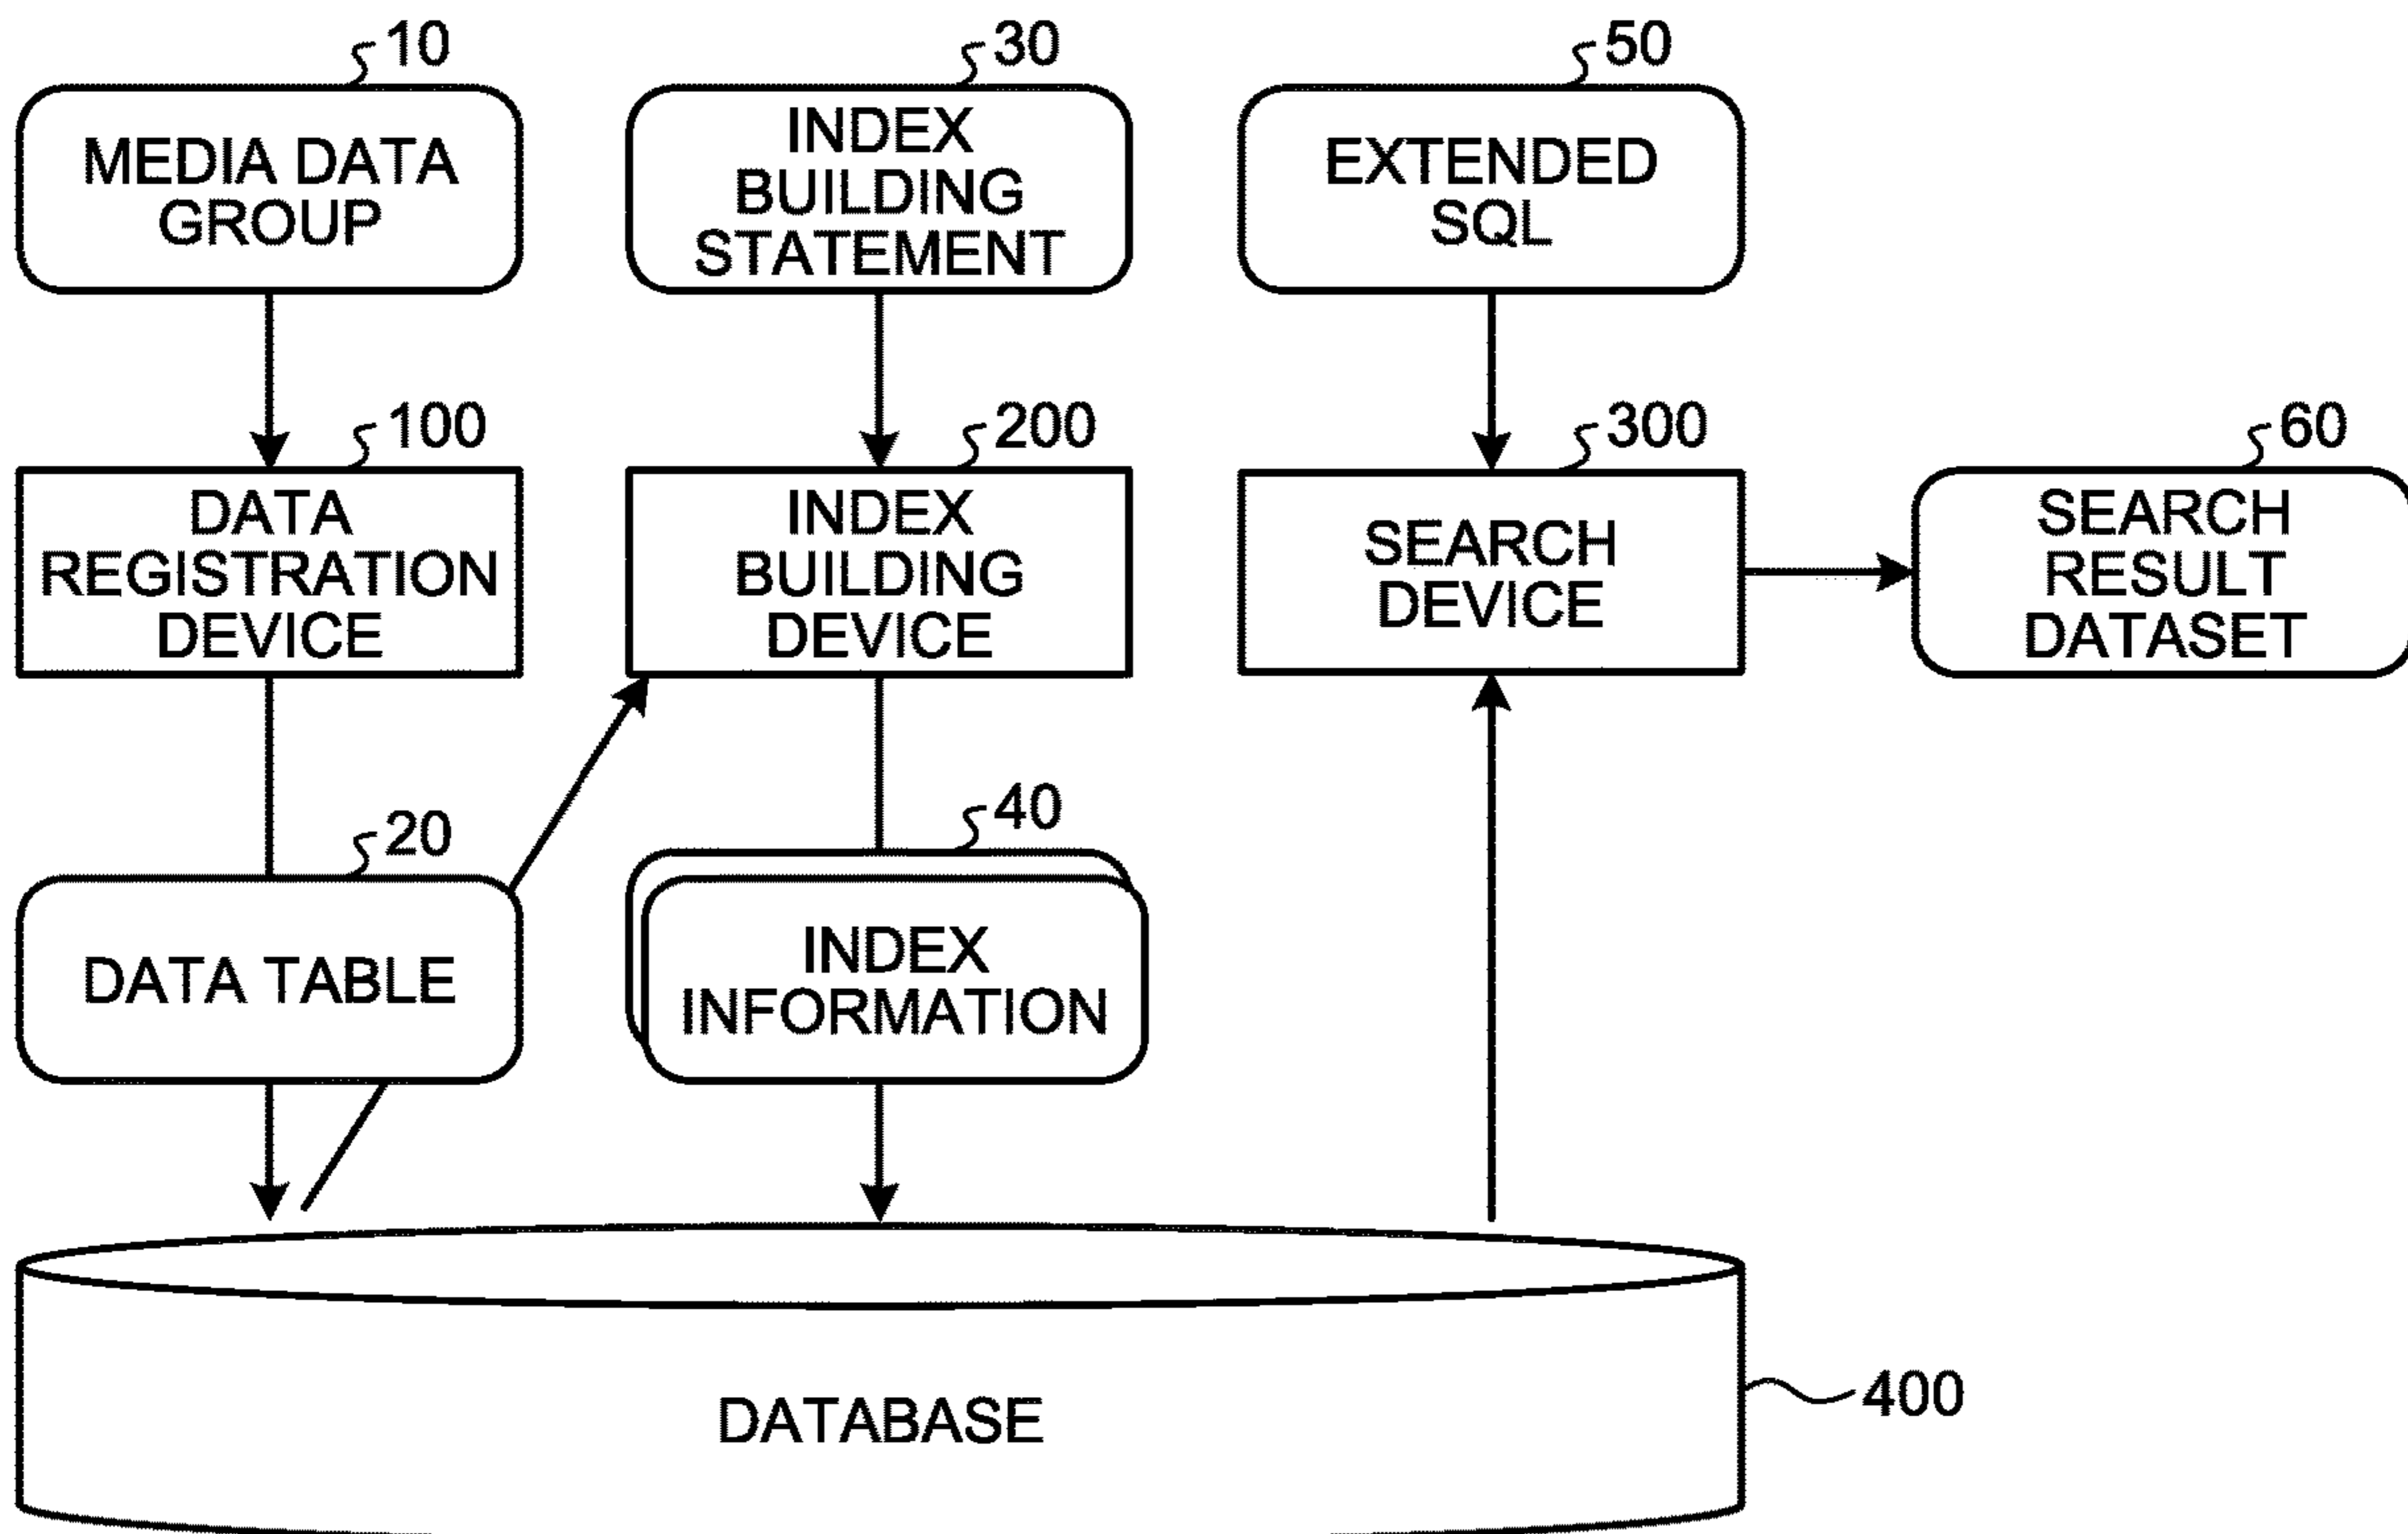 10
MEDIA DATA
GROUP
30
INDEX
BUILDING
STATEMENT
50
EXTENDED
SQL
100
DATA
REGISTRATION
DEVICE
200
INDEX
BUILDING
DEVICE
300
SEARCH
DEVICE
60
SEARCH
RESULT
DATASET
20
DATA TABLE
40
INDEX
INFORMATION
DATABASE
400